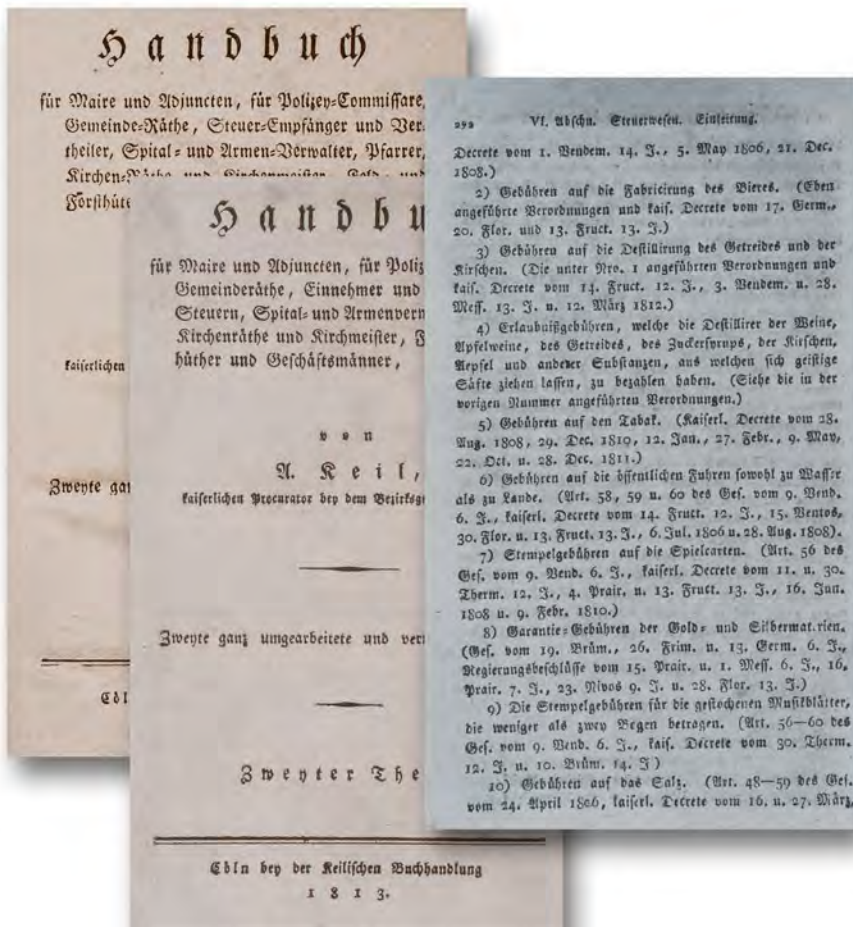 Handbuch
für Maire und Adjuncten, für Polizey-Commissare,
Gemeinde-Räthe, Steuer-Empfänger und Ver-
theiler, Spital- und Armen-Verwalter, Pfarrer,
Kirchen-Räthe und Kirchenmeister, Feld- und
Forsthüte
kaiserlichen
Zweyte gan
Cöl
Handbu
für Maire und Adjuncten, für Poliz
Gemeinderäthe, Einnehmer und
Steuern, Spital- und Armenverw
Kirchenräthe und Kirchmeister, F
hüther und Geschäftsmänner,
von
A. Keil,
kaiserlichen Procurator bey dem Bezirksge
Zweyte ganz umgearbeitete und verm
Zweyter The
Cöln bey der Keilischen Buchhandlung
1813.
292 VI. Abschn. Steuerwesen. Einleitung.
Decrete vom 1. Vendem. 14. J., 5. May 1806, 21. Dec.
1808.)
2) Gebühren auf die Fabricirung des Bieres. (Eben
angeführte Verordnungen und kais. Decrete vom 17. Germ.,
20. Flor. und 13. Fruct. 13. J.)
3) Gebühren auf die Destillirung des Getreides und der
Kirschen. (Die unter Nro. 1 angeführten Verordnungen und
kais. Decrete vom 14. Fruct. 12. J., 3. Vendem. u. 28.
Mess. 13. J. u. 12. März 1812.)
4) Erlaubnißgebühren, welche die Destillirer der Weine,
Apfelweine, des Getreides, des Zuckersyrups, der Kirschen,
Aepfel und anderer Substanzen, aus welchen sich geistige
Säfte ziehen lassen, zu bezahlen haben. (Siehe die in der
vorigen Nummer angeführten Verordnungen.)
5) Gebühren auf den Tabak. (Kaiserl. Decrete vom 28.
Aug. 1808, 29. Dec. 1810, 12. Jan., 27. Febr., 9. May,
22. Oct. u. 28. Dec. 1811.)
6) Gebühren auf die öffentlichen Fuhren sowohl zu Wasser
als zu Lande. (Art. 58, 59 u. 60 des Ges. vom 9. Vend.
6. J., kaiserl. Decrete vom 14. Fruct. 12. J., 15. Ventos,
30. Flor. u. 13. Fruct. 13. J., 6. Jul. 1806 u. 28. Aug. 1808).
7) Stempelgebühren auf die Spielcarten. (Art. 56 des
Ges. vom 9. Vend. 6. J., kaiserl. Decrete vom 11. u. 30.
Therm. 12. J., 4. Prair. u. 13. Fruct. 13. J., 16. Jun.
1808 u. 9. Febr. 1810.)
8) Garantie-Gebühren der Gold- und Silbermat.rien.
(Ges. vom 19. Brüm., 26. Frim. u. 13. Germ. 6. J.,
Regierungsbeschlüsse vom 15. Prair. u. 1. Mess. 6. J., 16.
Prair. 7. J., 23. Nivos 9. J. u. 28. Flor. 13. J.)
9) Die Stempelgebühren für die gestochenen Musikblätter,
die weniger als zwey Bogen betragen. (Art. 56—60 des
Ges. vom 9. Vend. 6. J., kais. Decrete vom 30. Therm.
12. J. u. 10. Brüm. 14. J )
10) Gebühren auf das Salz. (Art. 48—59 des Ges.
vom 24. April 1806, kaiserl. Decrete vom 16. u. 27. März,